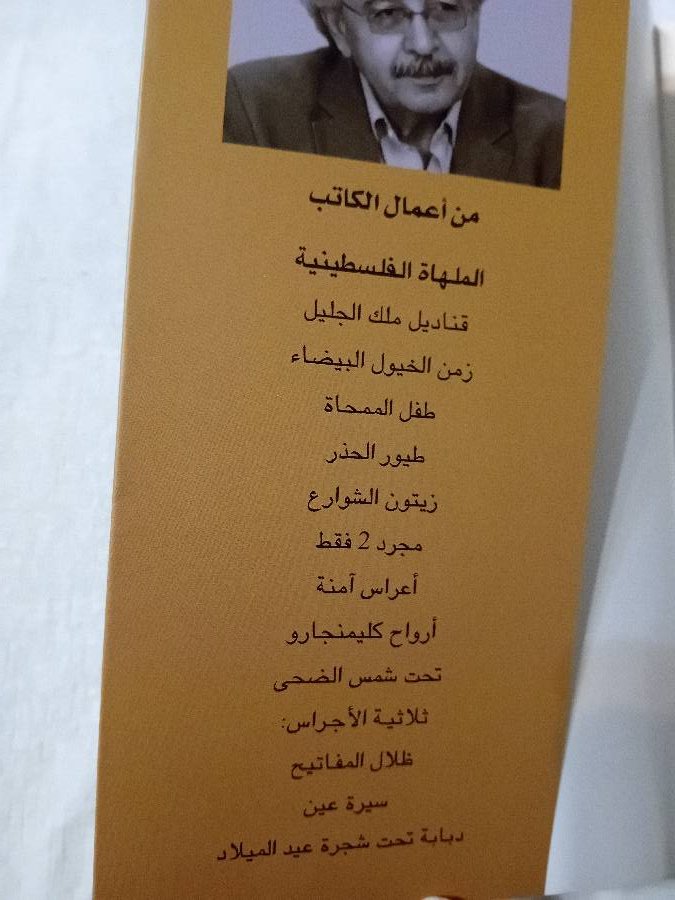 من أعمال الكاتب
الملهاة الفلسطينية
قناديل ملك الجليل
زمن الخيول البيضاء
طفل الممحاة
طيور الحذر
زيتون الشوارع
مجرد 2 فقط
أعراس آمنة
أرواح كليمنجارو
تحت شمس الضحى
ثلاثية الأجراس:
ظلال المفاتيح
سيرة عين
دبابة تحت شجرة عيد الميلاد